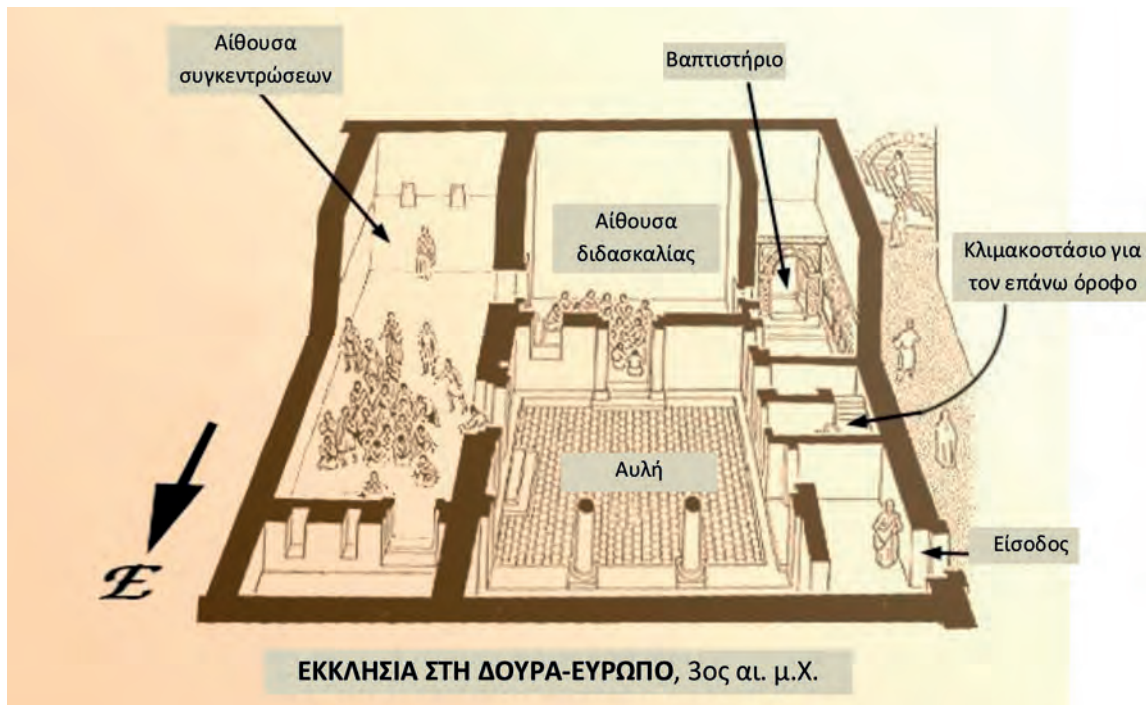 Αίθουσα
συγκεντρώσεων
Βαπτιστήριο
Αίθουσα
διδασκαλίας
Κλιμακοστάσιο για
τον επάνω όροφο
Αυλή
Είσοδος
E
ΕΚΚΛΗΣΙΑ ΣΤΗ ΔΟΥΡΑ-ΕΥΡΩΠΟ, 3ος αι. μ.Χ.